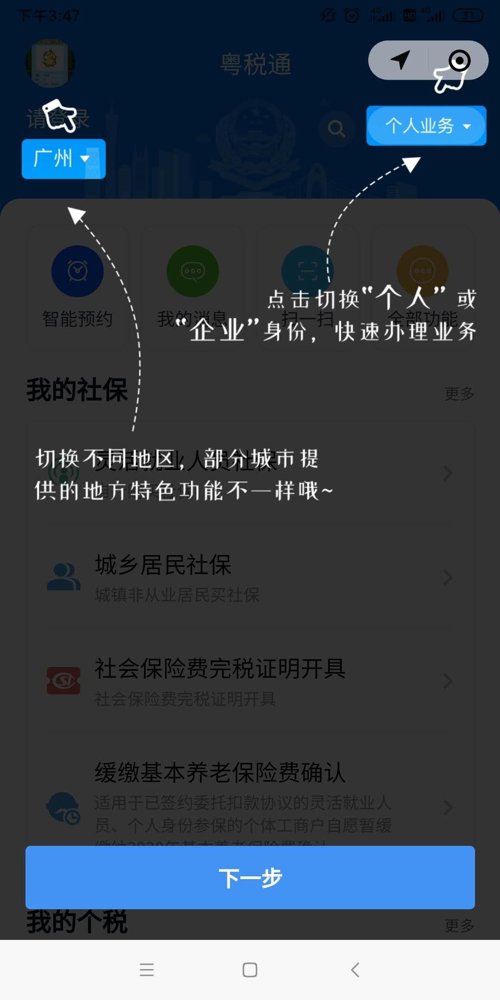 下午3:47
4G
HD
4G
31
粤税通
请登录
个人业务
广州
智能预约
我的消息
扫一扫
全部功能
点击切换“个人”或
“企业”身份，快速办理业务
我的社保
更多
灵活就业人员社保
切换不同地区，部分城市提
供的地方特色功能不一样哦~
城乡居民社保
城镇非从业居民买社保
社会保险费完税证明开具
社会保险费完税证明开具
缓缴基本养老保险费确认
适用于已签约委托扣款协议的灵活就业人
员、个人身份参保的个体工商户自愿暂缓
缴纳2020年基本养老保险费确认
下一步
我的个税
更多